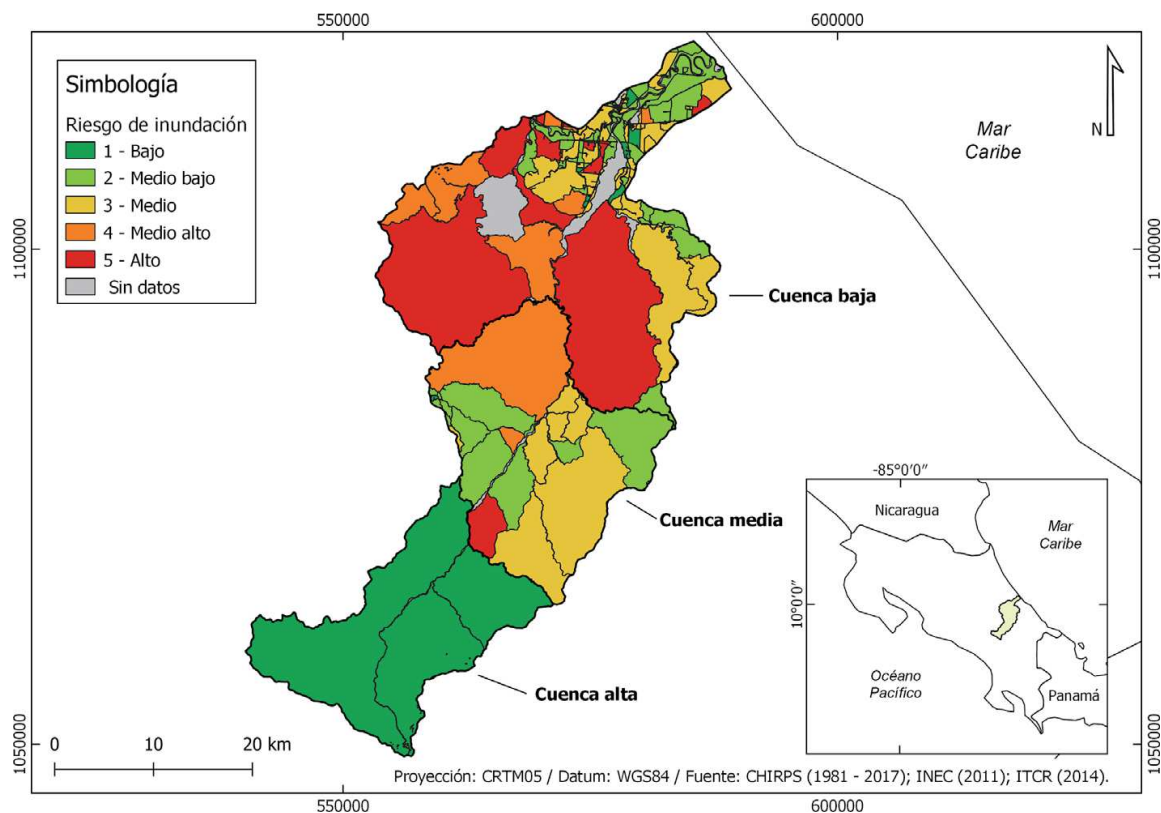 550000
600000
Simbología
Riesgo de inundación
1 - Bajo
2 - Medio bajo
3 - Medio
4 - Medio alto
5 - Alto
Sin datos
Mar
Caribe
N
1100000
1100000
Cuenca baja
Cuenca media
Cuenca alta
-85°0'0"
Nicaragua
Mar
Caribe
10°0'0"
Océano
Pacífico
Panamá
1050000
1050000
0 10 20 km
Proyección: CRTM05 / Datum: WGS84 / Fuente: CHIRPS (1981 - 2017); INEC (2011); ITCR (2014).
550000
600000